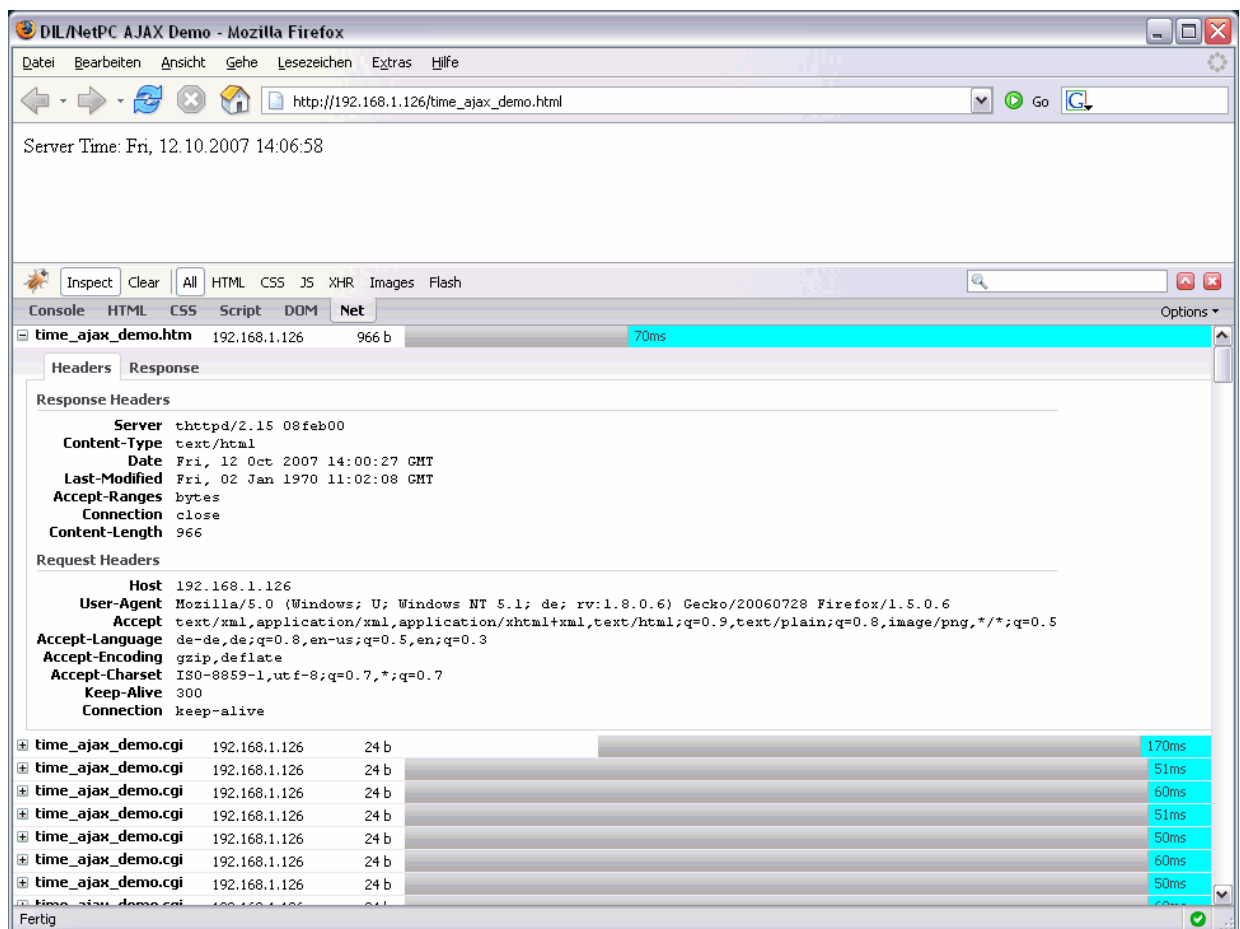 DIL/NetPC AJAX Demo - Mozilla Firefox
Datei Bearbeiten Ansicht Gehe Lesezeichen Extras Hilfe
http://192.168.1.126/time_ajax_demo.html Go G
Server Time: Fri, 12.10.2007 14:06:58
Inspect Clear All HTML CSS JS XHR Images Flash
Console HTML CSS Script DOM Net Options
time_ajax_demo.htm 192.168.1.126 966 b 70ms
Headers Response
Response Headers
Server thttpd/2.15 08feb00
Content-Type text/html
Date Fri, 12 Oct 2007 14:00:27 GMT
Last-Modified Fri, 02 Jan 1970 11:02:08 GMT
Accept-Ranges bytes
Connection close
Content-Length 966
Request Headers
Host 192.168.1.126
User-Agent Mozilla/5.0 (Windows; U; Windows NT 5.1; de; rv:1.8.0.6) Gecko/20060728 Firefox/1.5.0.6
Accept text/xml,application/xml,application/xhtml+xml,text/html;q=0.9,text/plain;q=0.8,image/png,*/*;q=0.5
Accept-Language de-de,de;q=0.8,en-us;q=0.5,en;q=0.3
Accept-Encoding gzip,deflate
Accept-Charset ISO-8859-1,utf-8;q=0.7,*;q=0.7
Keep-Alive 300
Connection keep-alive
time_ajax_demo.cgi 192.168.1.126 24 b 170ms
time_ajax_demo.cgi 192.168.1.126 24 b 51ms
time_ajax_demo.cgi 192.168.1.126 24 b 60ms
time_ajax_demo.cgi 192.168.1.126 24 b 51ms
time_ajax_demo.cgi 192.168.1.126 24 b 50ms
time_ajax_demo.cgi 192.168.1.126 24 b 60ms
time_ajax_demo.cgi 192.168.1.126 24 b 50ms
Fertig